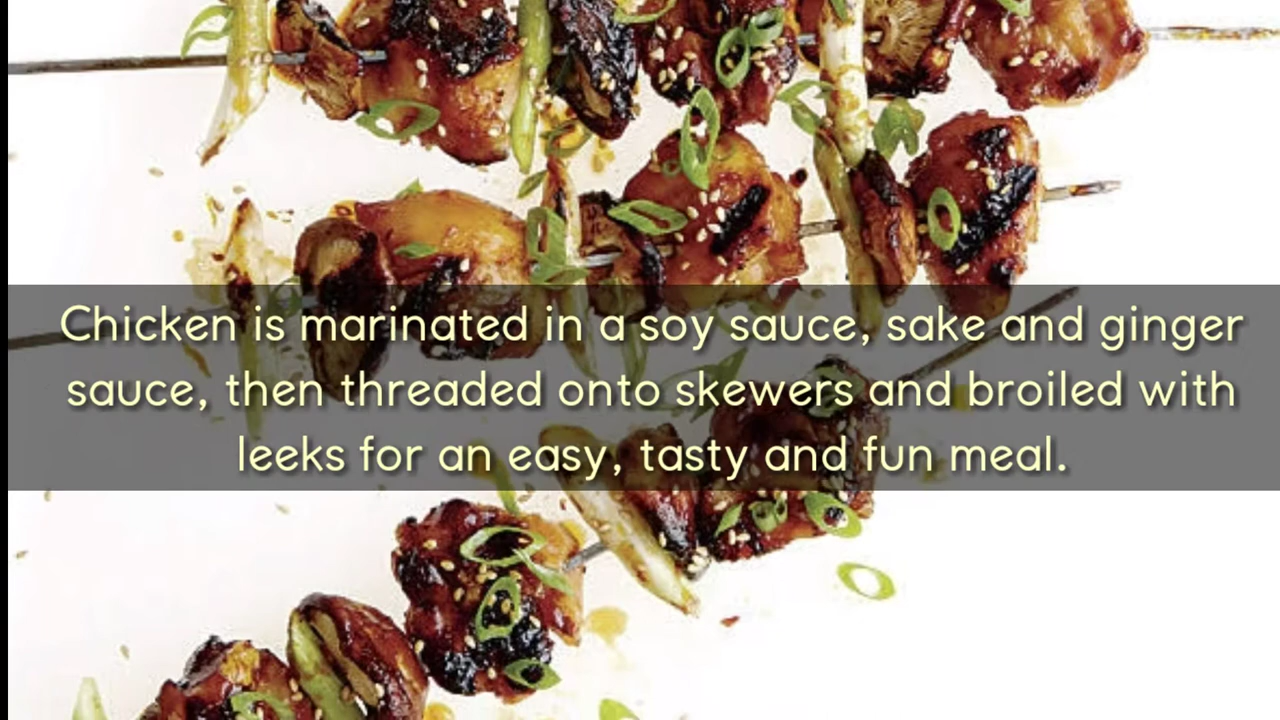 Chicken is marinated in a soy sauce, sake and ginger
sauce, then threaded onto skewers and broiled with
leeks for an easy, tasty and fun meal.